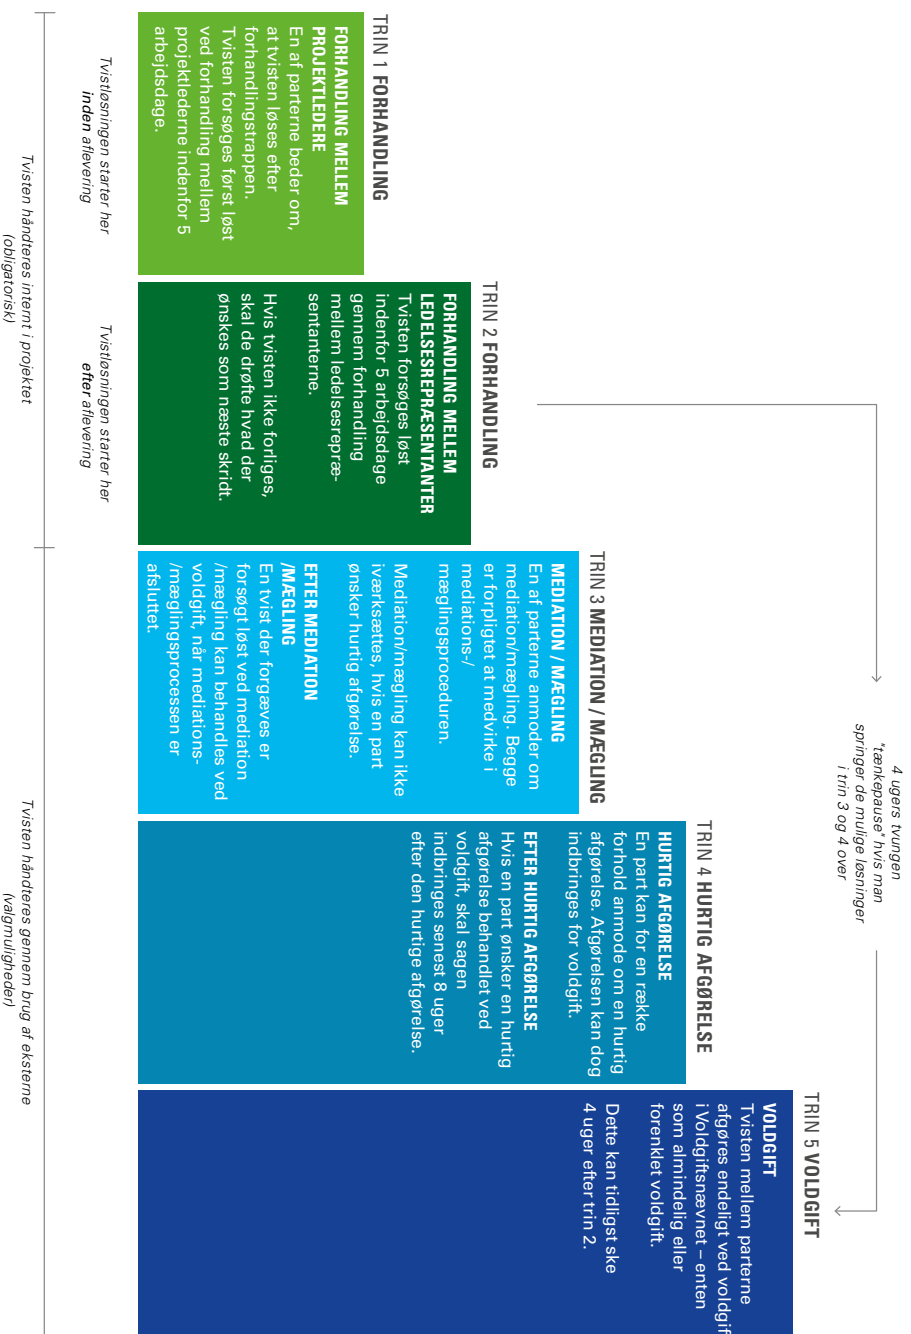 TRIN 1 FORHANDLING
FORHANDLING MELLEM
PROJEKTLEDERE
En af parterne beder om,
at tvisten løses efter
forhandlingstrappen.
Tvisten forsøges først løst
ved forhandling mellem
projektlederne indenfor 5
arbejdsdage.
Tvistløsningen starter her
inden aflevering
TRIN 2 FORHANDLING
FORHANDLING MELLEM
LEDELSESREPRÆSENTANTER
Tvisten forsøges løst
indenfor 5 arbejdsdage
gennem forhandling
mellem ledelsesrepræ-
sentanterne.
Hvis tvisten ikke forliges,
skal de drøfte hvad der
ønskes som næste skridt.
Tvistløsningen starter her
efter aflevering
Tvisten håndteres internt i projektet
(obligatorisk)
TRIN 3 MEDIATION / MÆGLING
MEDIATION / MÆGLING
En af parterne anmoder om
mediation/mægling. Begge
er forpligtet at medvirke i
mediations-/
mæglingsproceduren.
Mediation/mægling kan ikke
iværksættes, hvis en part
ønsker hurtig afgørelse.
EFTER MEDIATION
/MÆGLING
En tvist der forgæves er
forsøgt løst ved mediation
/mægling kan behandles ved
voldgift, når mediations-
/mæglingsprocessen er
afsluttet.
TRIN 4 HURTIG AFGØRELSE
HURTIG AFGØRELSE
En part kan for en række
forhold anmode om en hurtig
afgørelse. Afgørelsen kan dog
indbringes for voldgift.
EFTER HURTIG AFGØRELSE
Hvis en part ønsker en hurtig
afgørelse behandlet ved
voldgift, skal sagen
indbringes senest 8 uger
efter den hurtige afgørelse.
4 ugers tvungen
"tænkepause" hvis man
springer de mulige løsninger
i trin 3 og 4 over
TRIN 5 VOLDGIFT
VOLDGIFT
Tvisten mellem parterne
afgøres endeligt ved voldgif
i Voldgiftsnævnet – enten
som almindelig eller
forenklet voldgift.
Dette kan tidligst ske
4 uger efter trin 2.
Tvisten håndteres gennem brug af eksterne
(valgmuligheder)